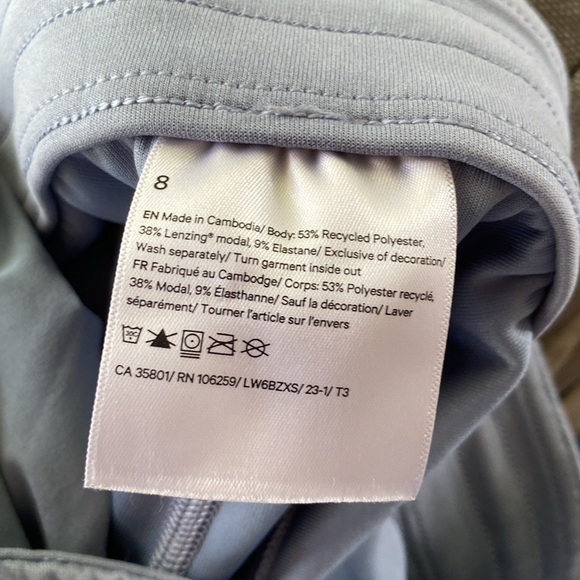 8
EN Made in Cambodia/ Body: 53% Recycled Polyester,
38% Lenzing® modal, 9% Elastane/ Exclusive of decoration/
Wash separately/ Turn garment inside out
FR Fabriqué au Cambodge/ Corps: 53% Polyester recyclé,
38% Modal, 9% Élasthanne/ Sauf la décoration/ Laver
séparément/ Tourner l'article sur l'envers
30C
CA 35801/ RN 106259/ LW6BZXS/ 23-1/ T3